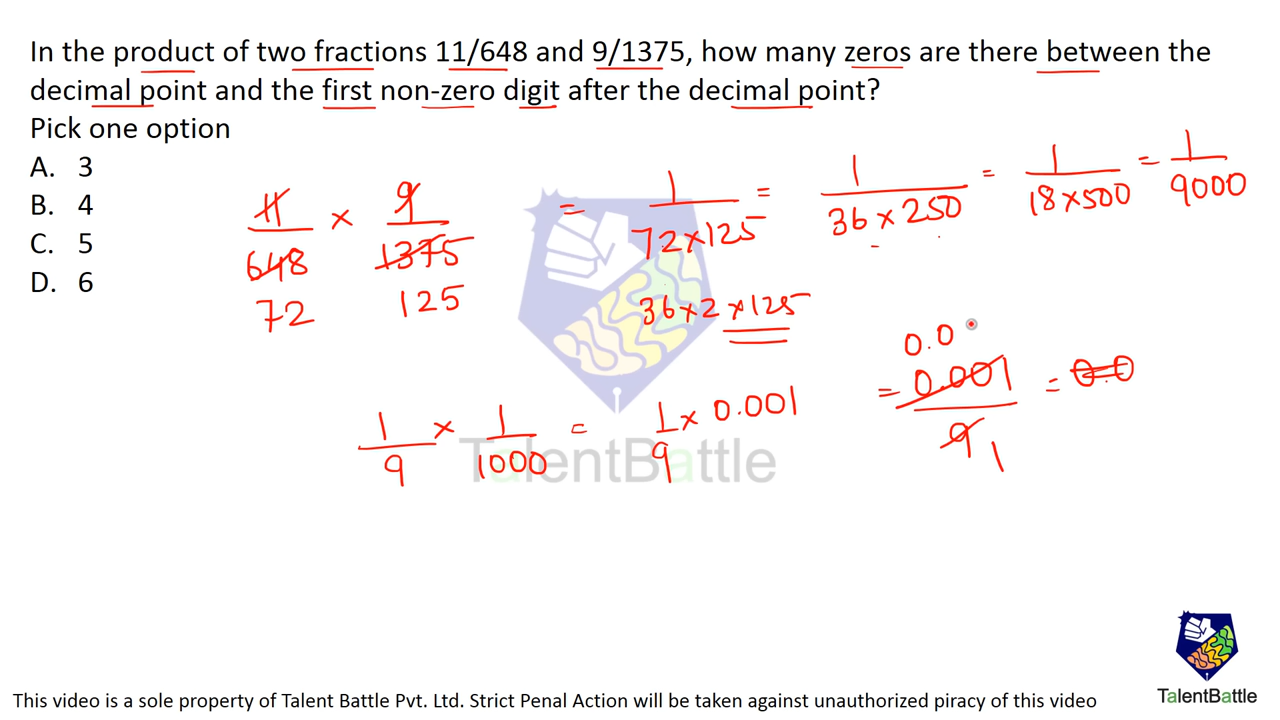 In the product of two fractions 11/648 and 9/1375, how many zeros are there between the
decimal point and the first non-zero digit after the decimal point?
Pick one option
A. 3
B. 4
C. 5
D. 6
11/648 × 9/1375 = 1/72×125 = 1/36×250 = 1/18×500 = 1/9000
72 125
36×2×125
1/9 × 1/1000 = 1/9 × 0.001 = 0.001/9 = 0.0
0.0
1
TalentBattle
TalentBattle
This video is a sole property of Talent Battle Pvt. Ltd. Strict Penal Action will be taken against unauthorized piracy of this video